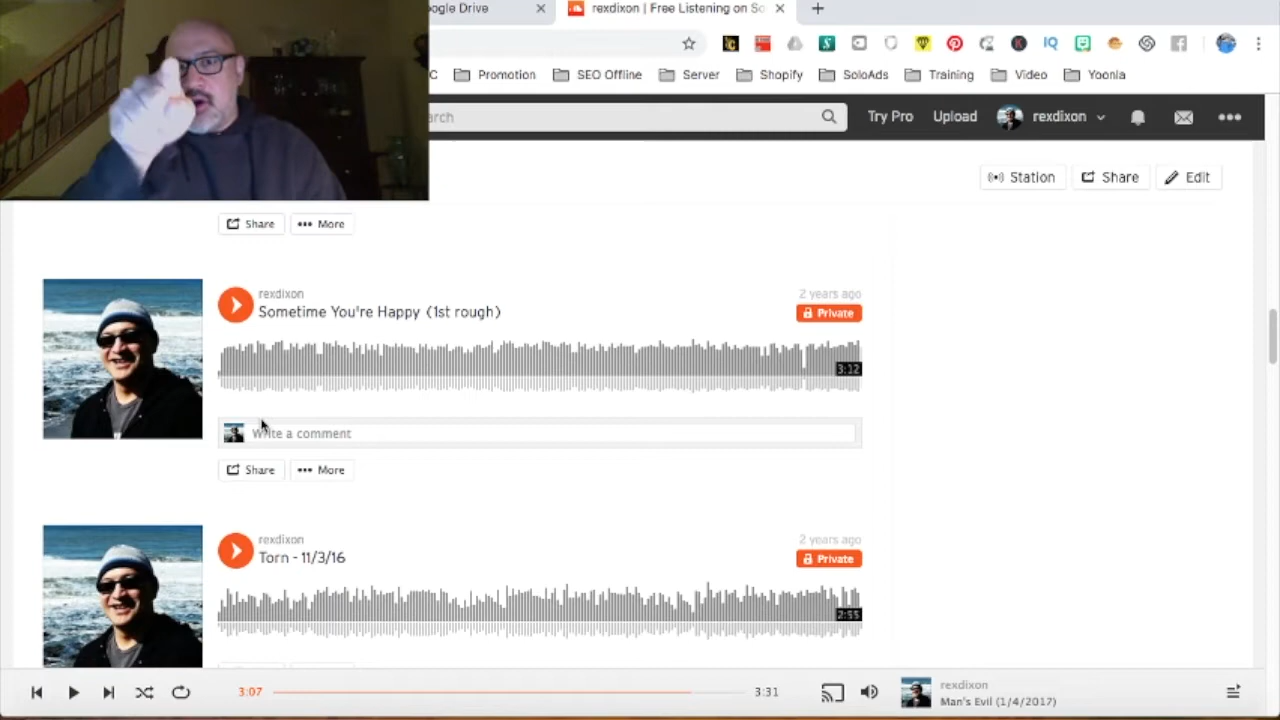 ogle Drive
rexdixon | Free Listening on So
C
Promotion
SEO Offline
Server
Shopify
SoloAds
Training
Video
Yoonla
arch
Try Pro
Upload
rexdixon
Station
Share
Edit
Share
More
rexdixon
2 years ago
Sometime You're Happy (1st rough)
Private
3:12
Write a comment
Share
More
rexdixon
2 years ago
Torn - 11/3/16
Private
2:55
3:07
3:31
rexdixon
Man's Evil (1/4/2017)